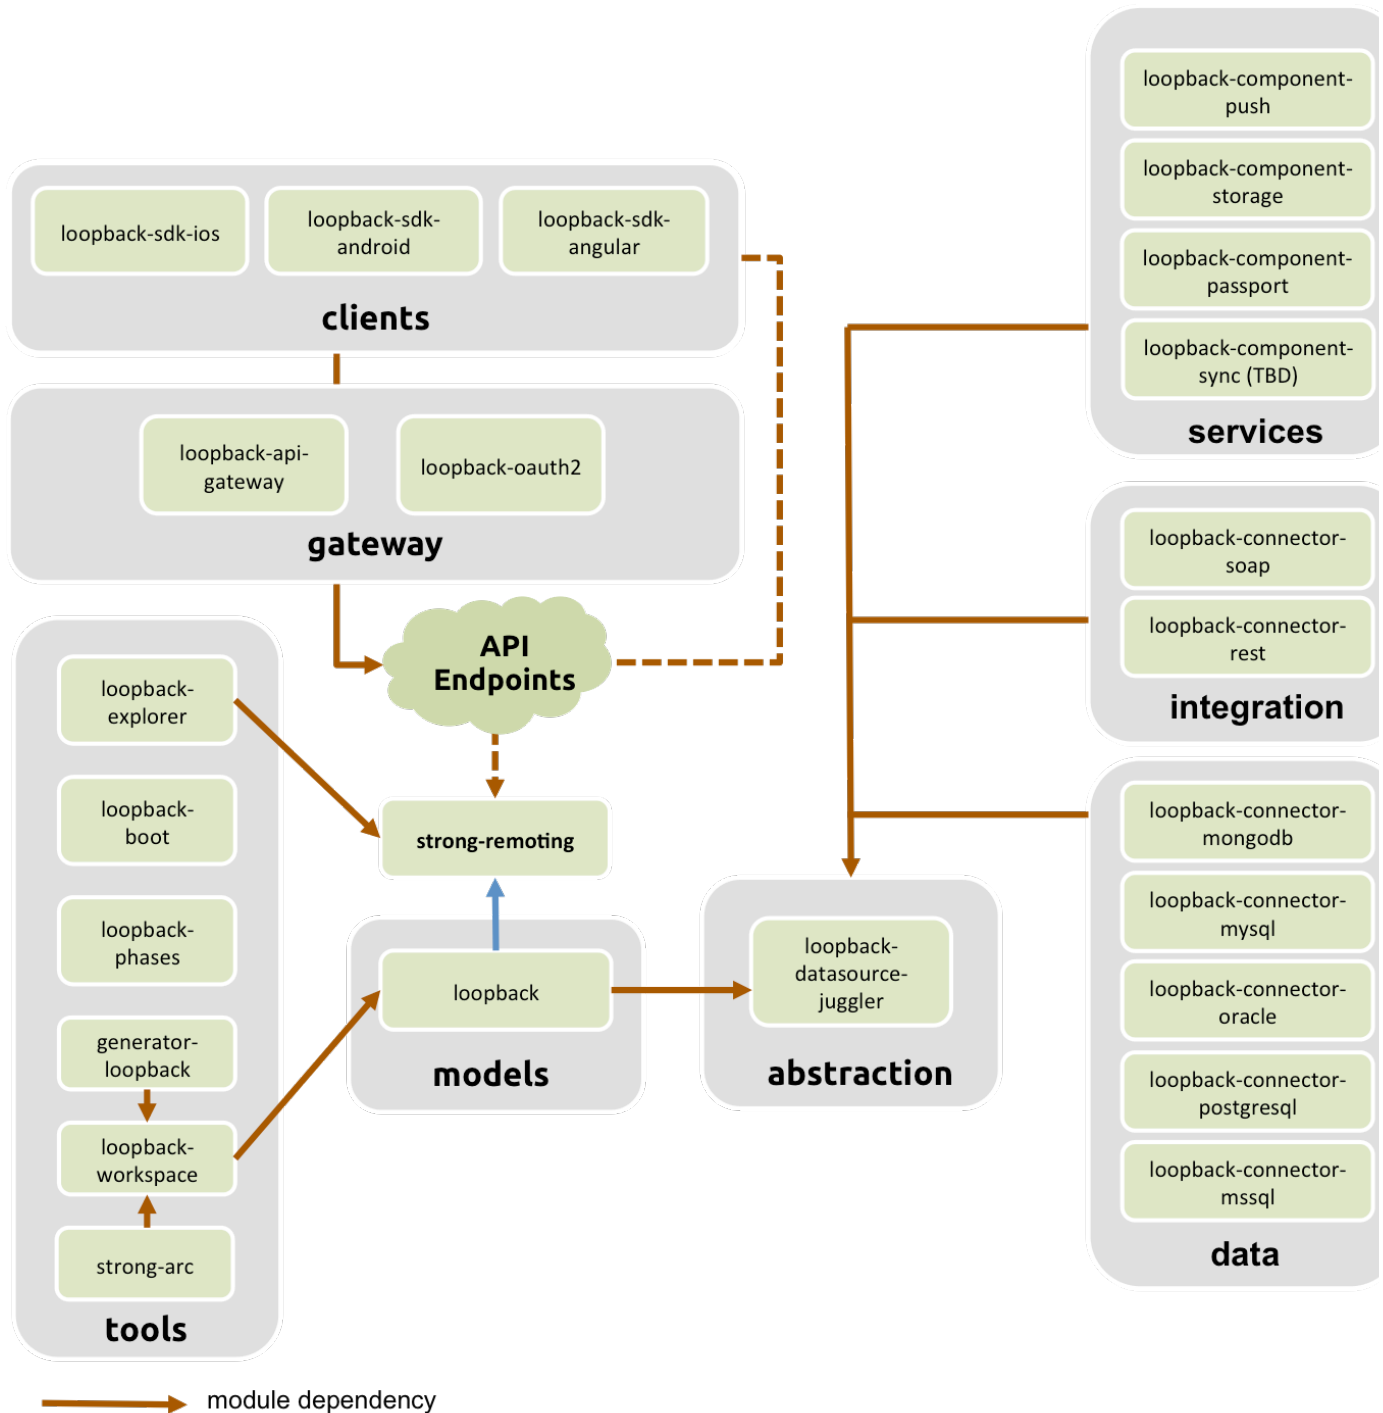 loopback-sdk-ios
loopback-sdk-
android
loopback-sdk-
angular
clients
loopback-api-
gateway
loopback-oauth2
gateway
API
Endpoints
strong-remoting
loopback-
explorer
loopback-
boot
loopback-
phases
generator-
loopback
loopback-
workspace
strong-arc
tools
loopback
models
loopback-
datasource-
juggler
abstraction
loopback-component-
push
loopback-component-
storage
loopback-component-
passport
loopback-component-
sync (TBD)
services
loopback-connector-
soap
loopback-connector-
rest
integration
loopback-connector-
mongodb
loopback-connector-
mysql
loopback-connector-
oracle
loopback-connector-
postgresql
loopback-connector-
mssql
data
module dependency